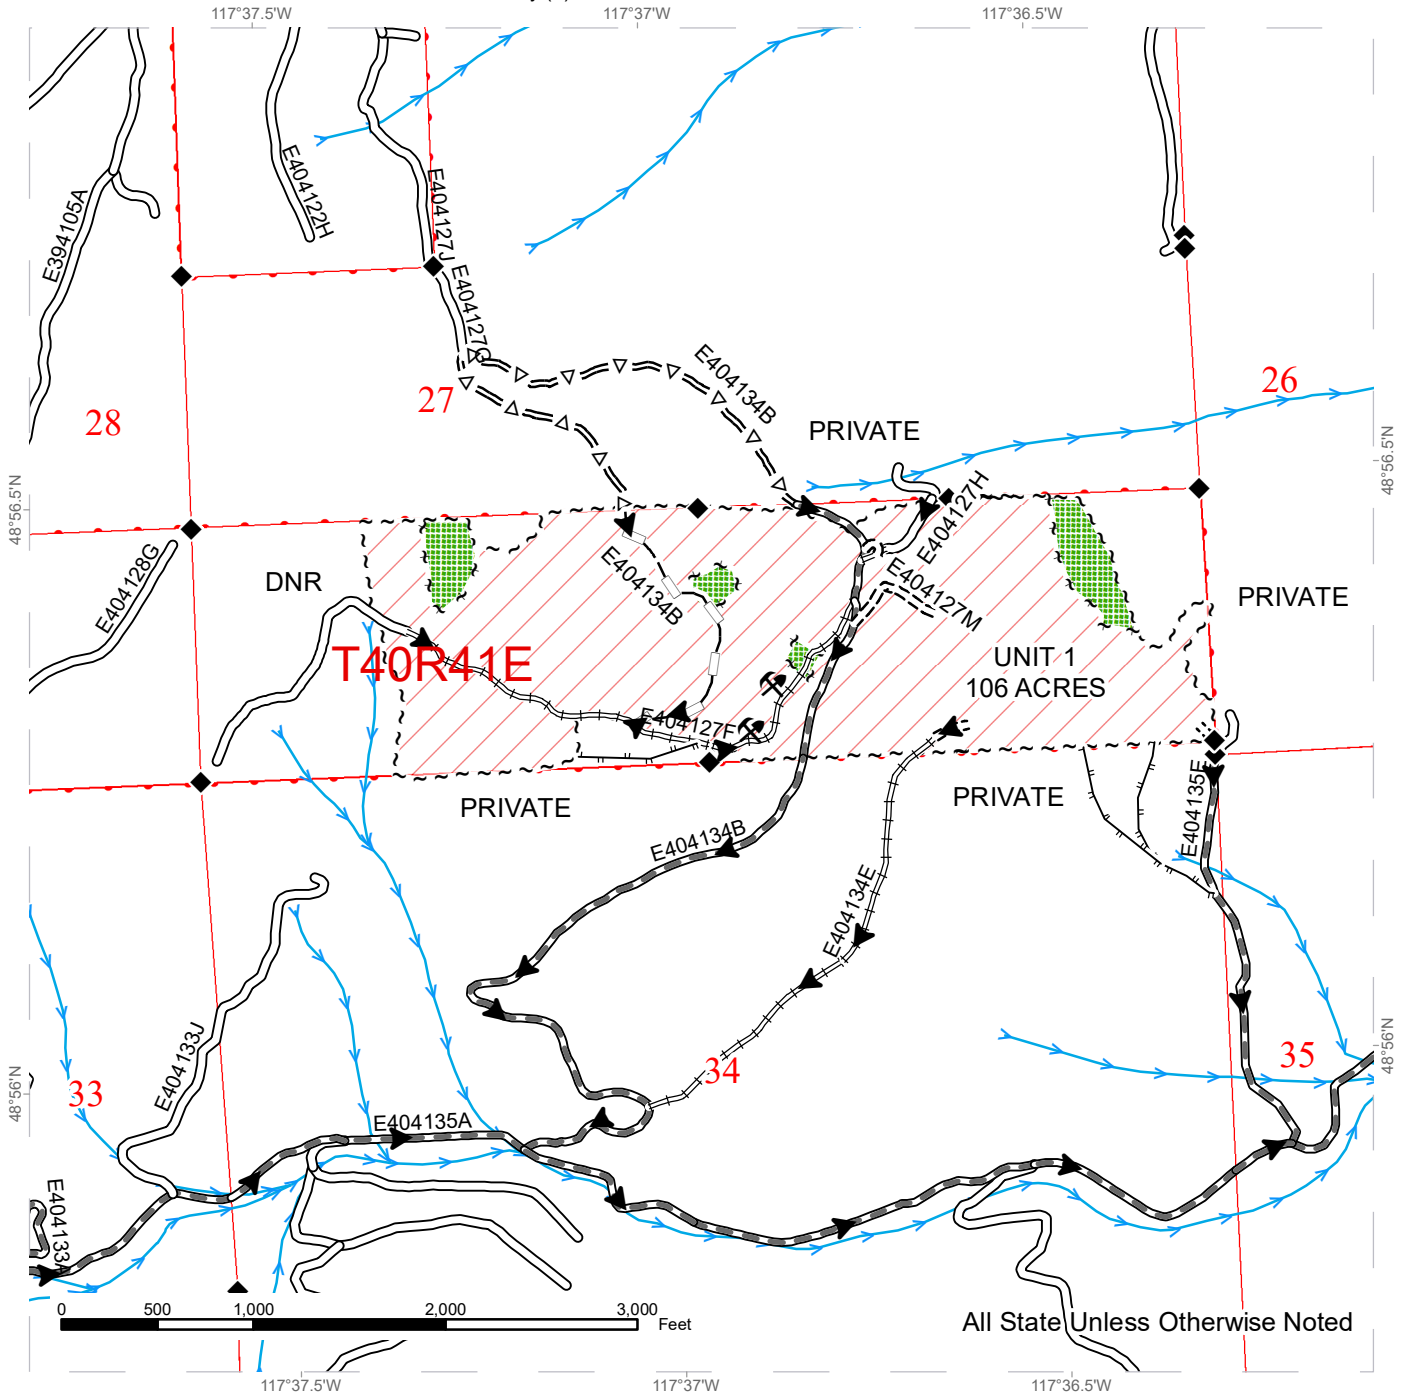 117°37.5'W
117°37'W
117°36.5'W
E404122H
E394105A
E404127J
E404127G
E404134B
26
27
28
PRIVATE
48°56.5'N
48°56.5'N
E404127H
E404128G
DNR
E404134B
E404127M
PRIVATE
T40R41E
UNIT 1
106 ACRES
E404127F
PRIVATE
PRIVATE
E404135F
E404134B
E404134E
E404133J
48°56'N
48°56'N
33
34
35
E404135A
E404133A
0 500 1,000 2,000 3,000
Feet
All State Unless Otherwise Noted
117°37.5'W
117°37'W
117°36.5'W